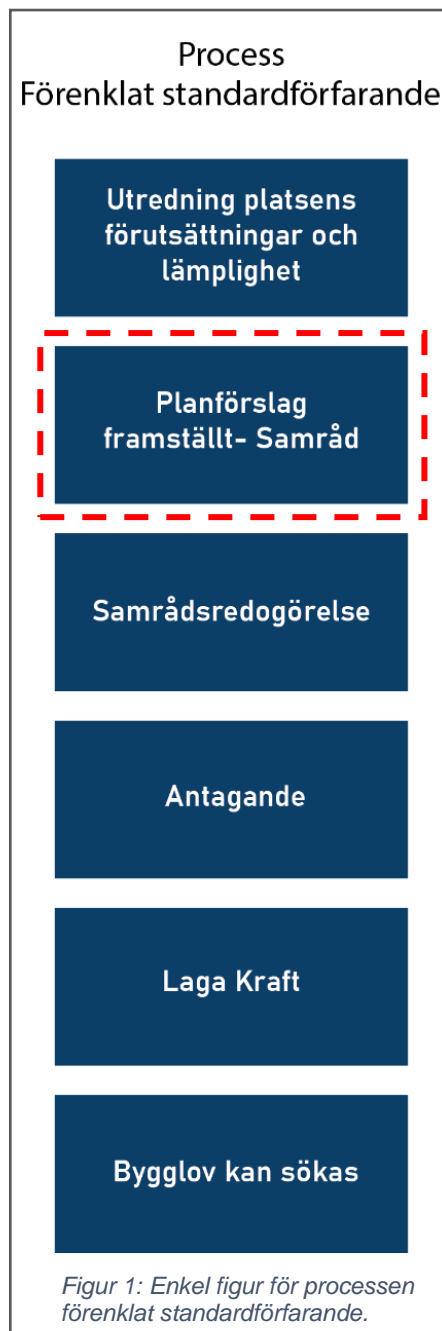 Process
Förenklat standardförfarande
Utredning platsens
förutsättningar och
lämplighet
Planförslag
framställt- Samråd
Samrådsredogörelse
Antagande
Laga Kraft
Bygglov kan sökas
Figur 1: Enkel figur för processen
förenklat standardförfarande.